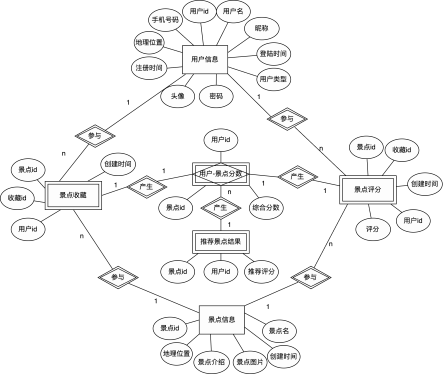 用户id
用户名
手机号码
昵称
地理位置
用户信息
登陆时间
注册时间
用户类型
头像
密码
1
1
参与
参与
用户id
n
n
景点id
创建时间
景点id
收藏id
产生
1
用户-景点分数
1
产生
收藏id
景点收藏
1
1
景点评分
创建时间
n
景点id
产生
综合分数
用户id
1
评分
用户id
推荐景点结果
n
n
景点id
用户id
推荐评分
参与
参与
1
1
景点id
景点信息
景点名
地理位置
景点介绍
景点图片
创建时间